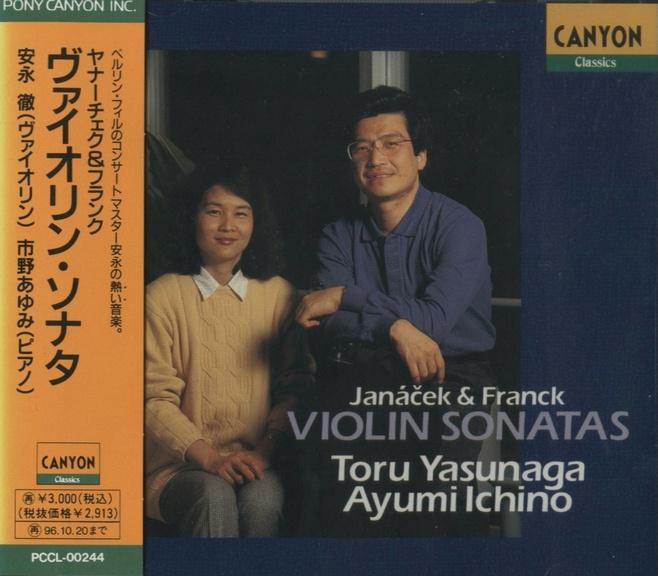 PONY CANYON INC.
ベルリン・フィルのコンサートマスター安永の熱い音楽。
ヤナーチェク&フランク
ヴァイオリン・ソナタ
安永 徹(ヴァイオリン) 市野あゆみ(ピアノ)
CANYON
Classics
再¥3,000(税込)
(税抜価格¥2,913)
再96.10.20まで
PCCL-00244
CANYON
Classics
Janáček & Franck
VIOLIN SONATAS
Toru Yasunaga
Ayumi Ichino